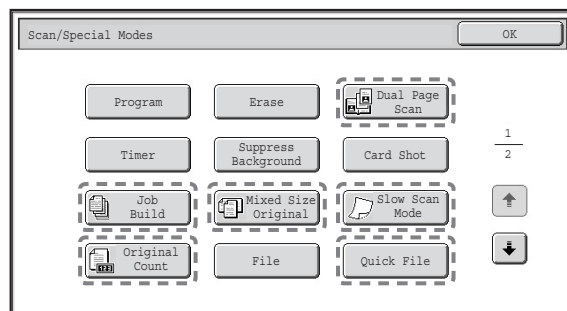 Scan/Special Modes
OK
Program
Erase
Dual Page
Scan
Timer
Suppress
Background
Card Shot
1
2
Job
Build
Mixed Size
Original
Slow Scan
Mode
Original
Count
File
Quick File
123